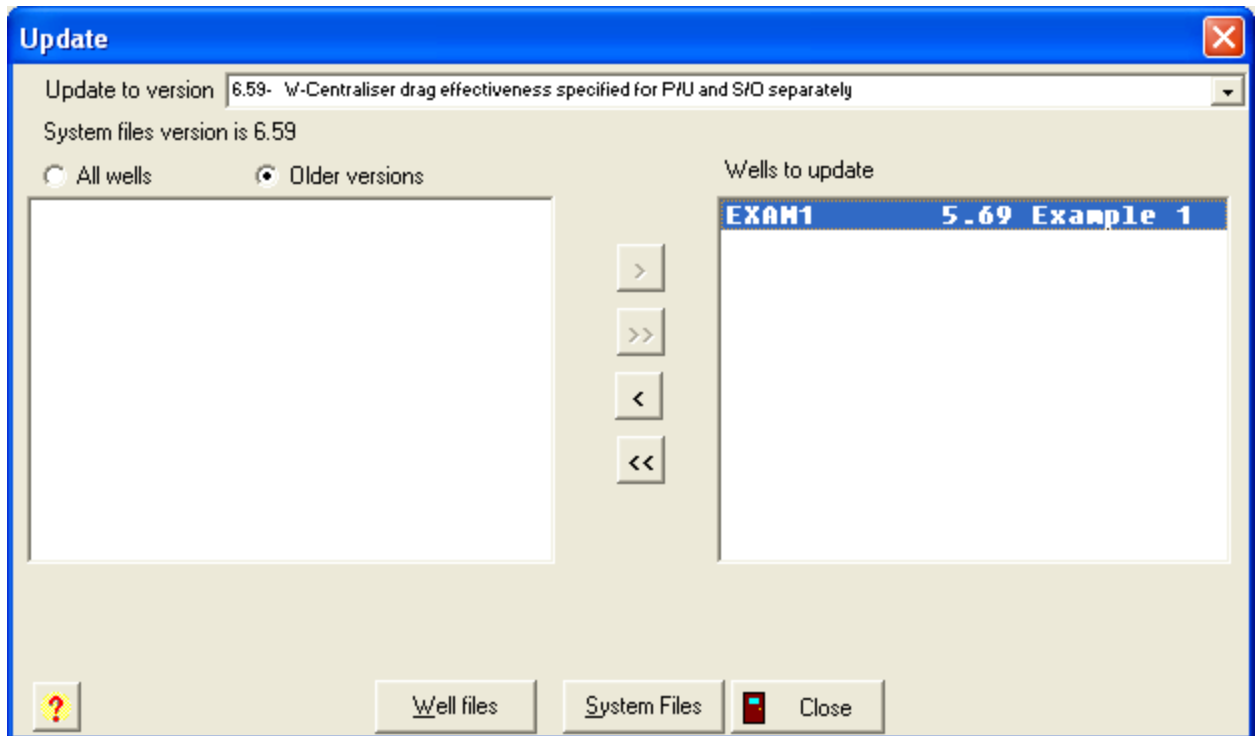 Update
Update to version 6.59- W-Centraliser drag effectiveness specified for P/U and S/O separately
System files version is 6.59
All wells Older versions
Wells to update
EXAM1 5.69 Example 1
>
>>
<
<<
? Well files System Files Close